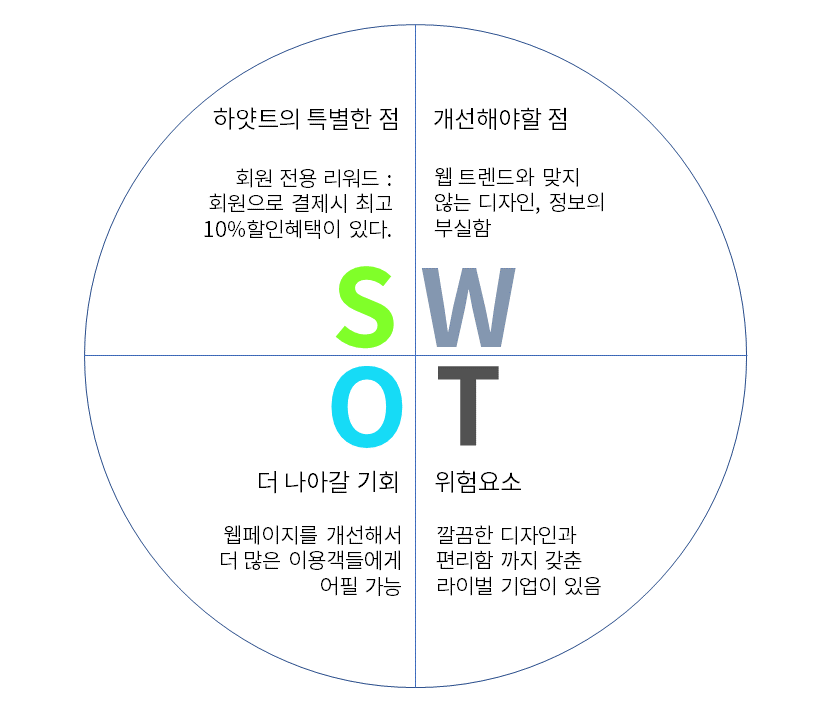 하얏트의 특별한 점
회원 전용 리워드 :
회원으로 결제시 최고
10%할인혜택이 있다.
S
개선해야할 점
웹 트렌드와 맞지
않는 디자인, 정보의
부실함
W
O
더 나아갈 기회
웹페이지를 개선해서
더 많은 이용객들에게
어필 가능
T
위험요소
깔끔한 디자인과
편리함 까지 갖춘
라이벌 기업이 있음